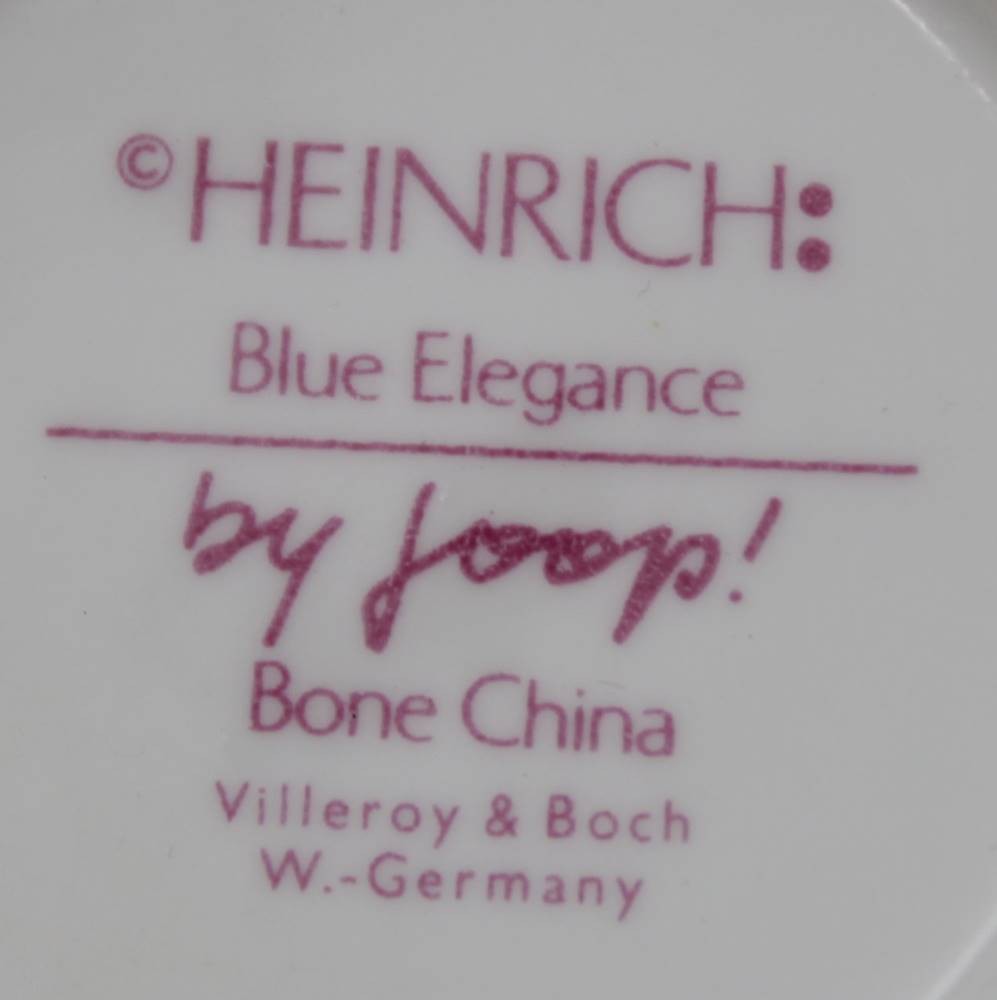 ©HEINRICH:
Blue Elegance
by Joop!
Bone China
Villeroy & Boch
W.-Germany